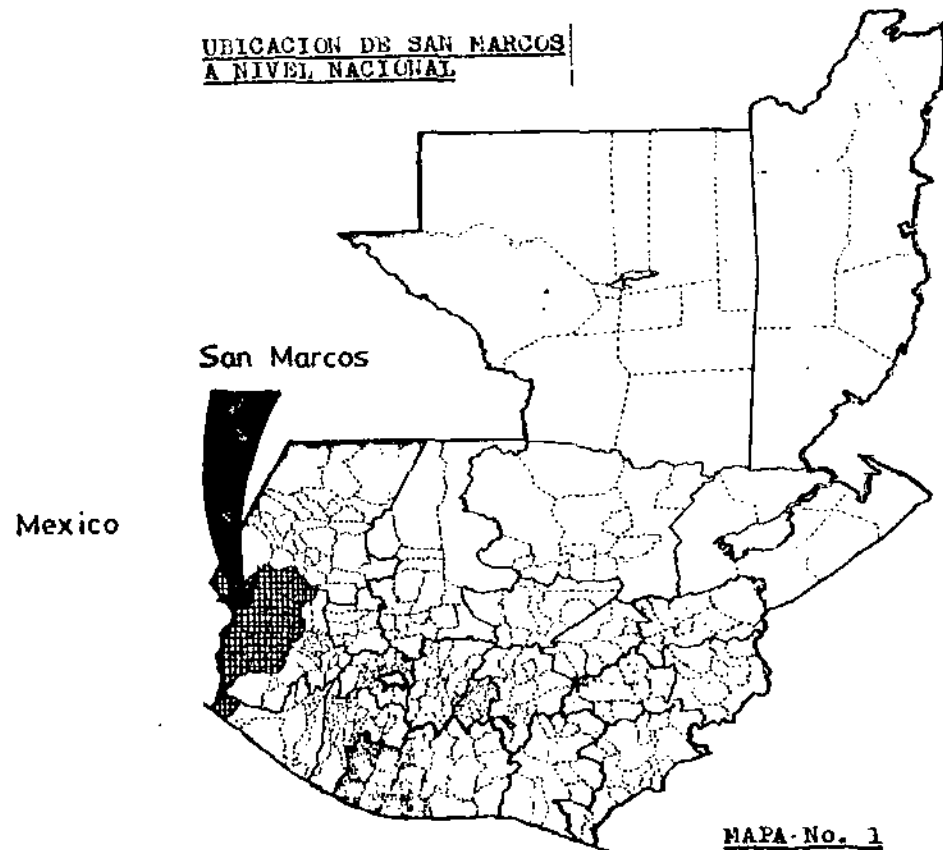 UBICACION DE SAN MARCOS
A NIVEL NACIONAL
San Marcos
Mexico
MAPA No. 1